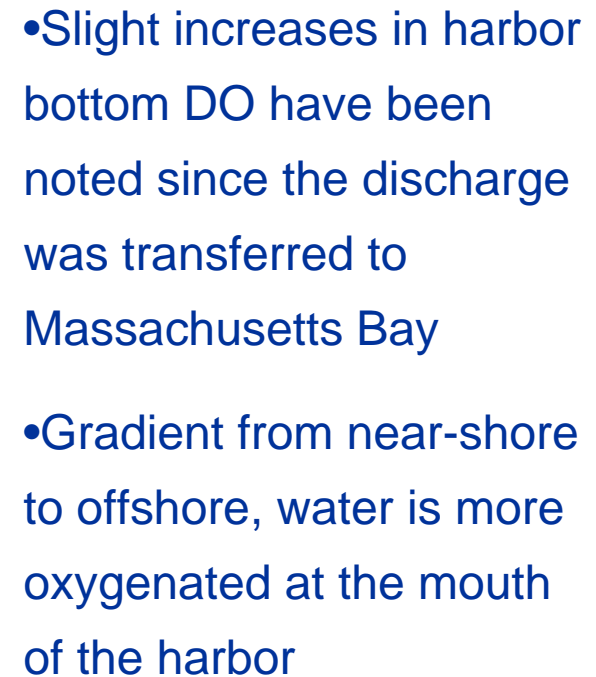 •Slight increases in harbor
bottom DO have been
noted since the discharge
was transferred to
Massachusetts Bay
•Gradient from near-shore
to offshore, water is more
oxygenated at the mouth
of the harbor